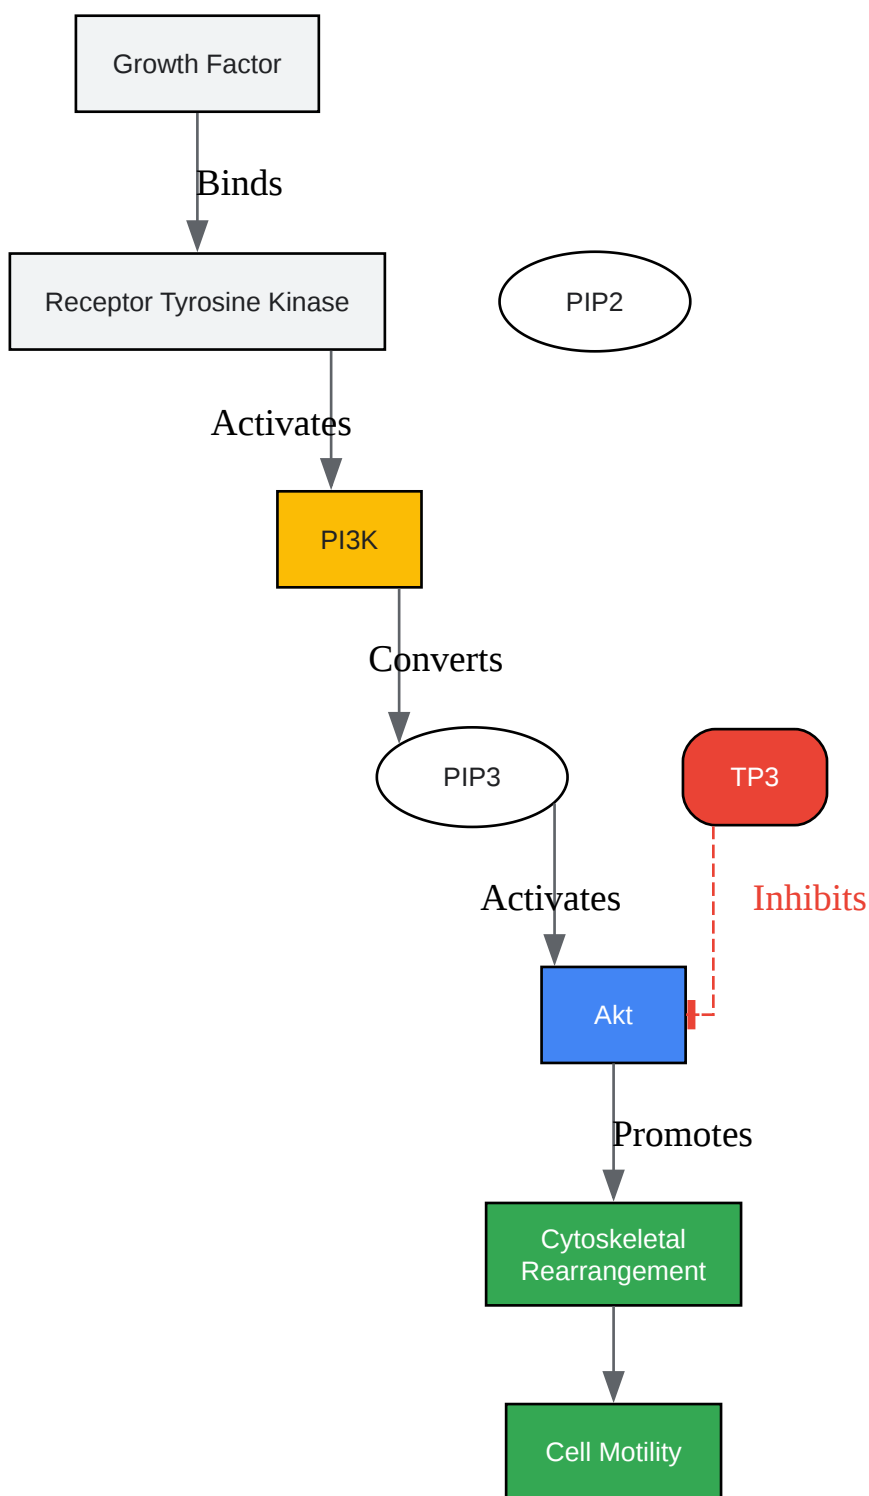 Growth Factor
Binds
Receptor Tyrosine Kinase
PIP2
Activates
PI3K
Converts
PIP3
TP3
Activates
Inhibits
Akt
Promotes
Cytoskeletal
Rearrangement
Cell Motility